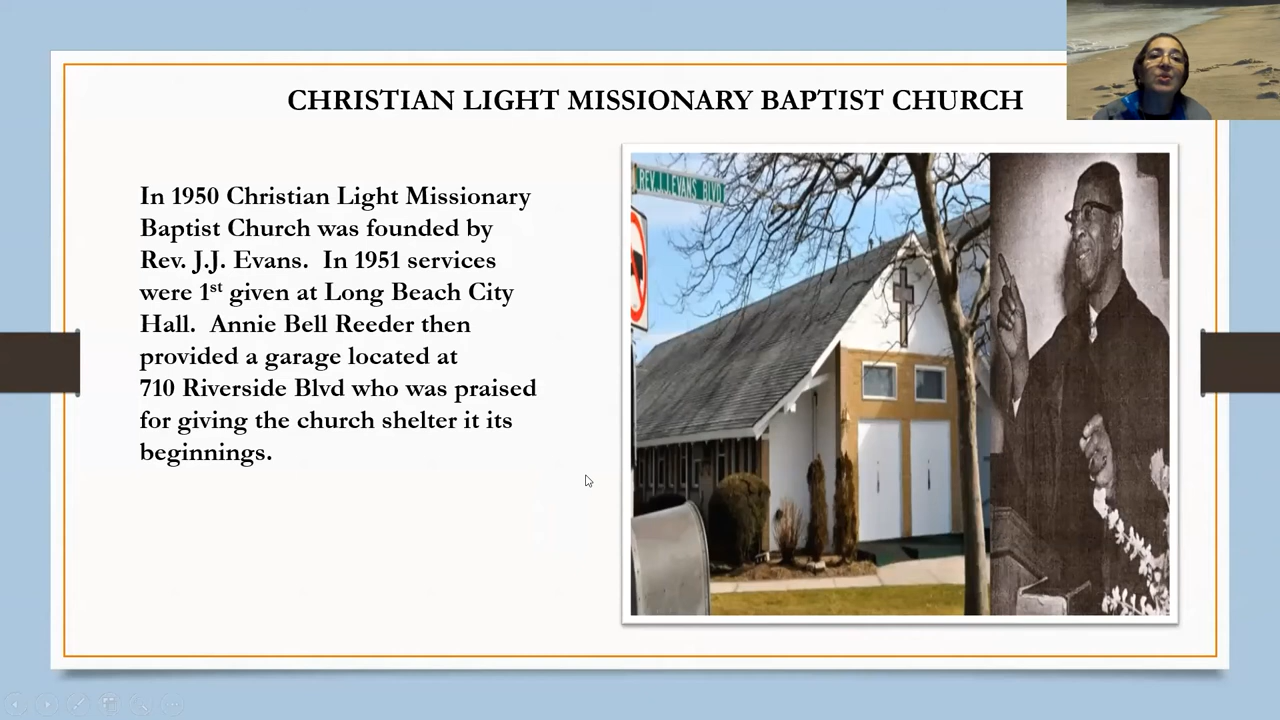 CHRISTIAN LIGHT MISSIONARY BAPTIST CHURCH
In 1950 Christian Light Missionary
Baptist Church was founded by
Rev. J.J. Evans. In 1951 services
were 1st given at Long Beach City
Hall. Annie Bell Reeder then
provided a garage located at
710 Riverside Blvd who was praised
for giving the church shelter it its
beginnings.
REV. J.J. EVANS BLVD